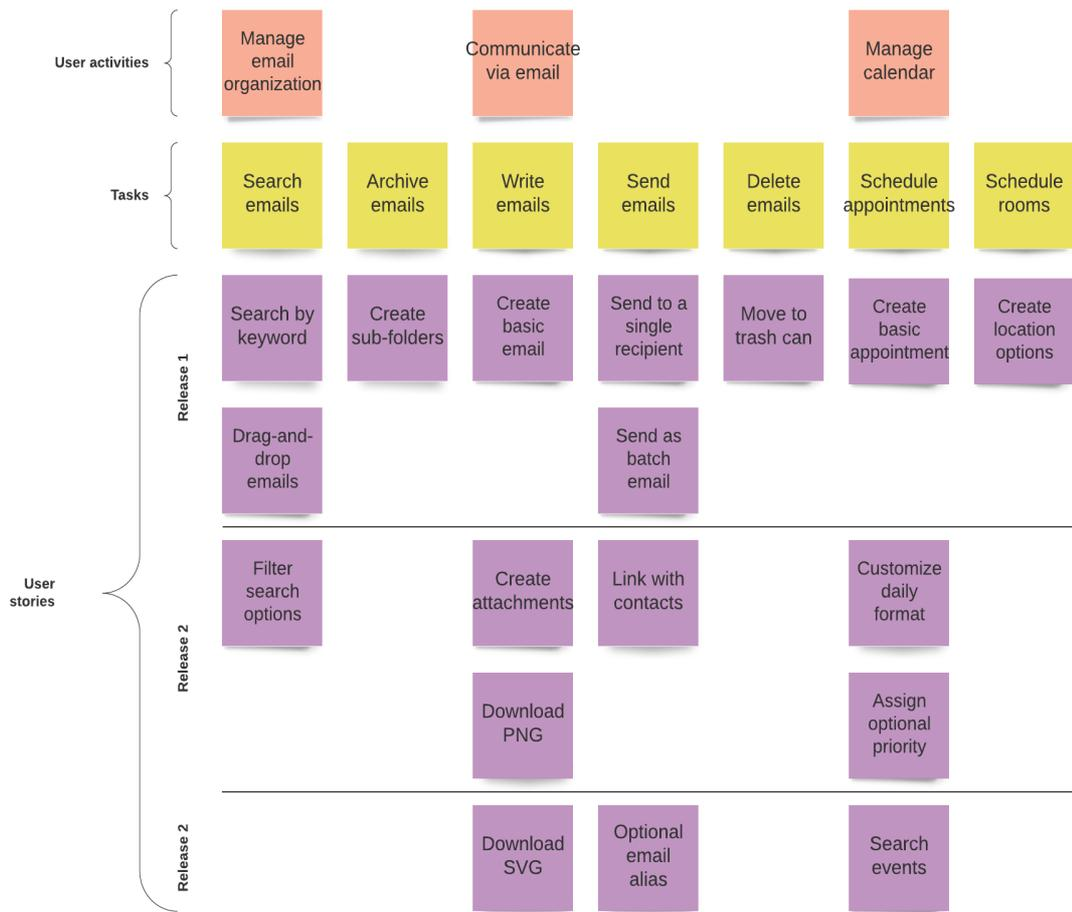 User activities
Manage
email
organization
Communicate
via email
Manage
calendar
Tasks
Search
emails
Archive
emails
Write
emails
Send
emails
Delete
emails
Schedule
appointments
Schedule
rooms
User
stories
Release 1
Search by
keyword
Create
sub-folders
Create
basic
email
Send to a
single
recipient
Move to
trash can
Create
basic
appointment
Create
location
options
Drag-and-
drop
emails
Send as
batch
email
Release 2
Filter
search
options
Create
attachments
Link with
contacts
Customize
daily
format
Download
PNG
Assign
optional
priority
Release 2
Download
SVG
Optional
email
alias
Search
events